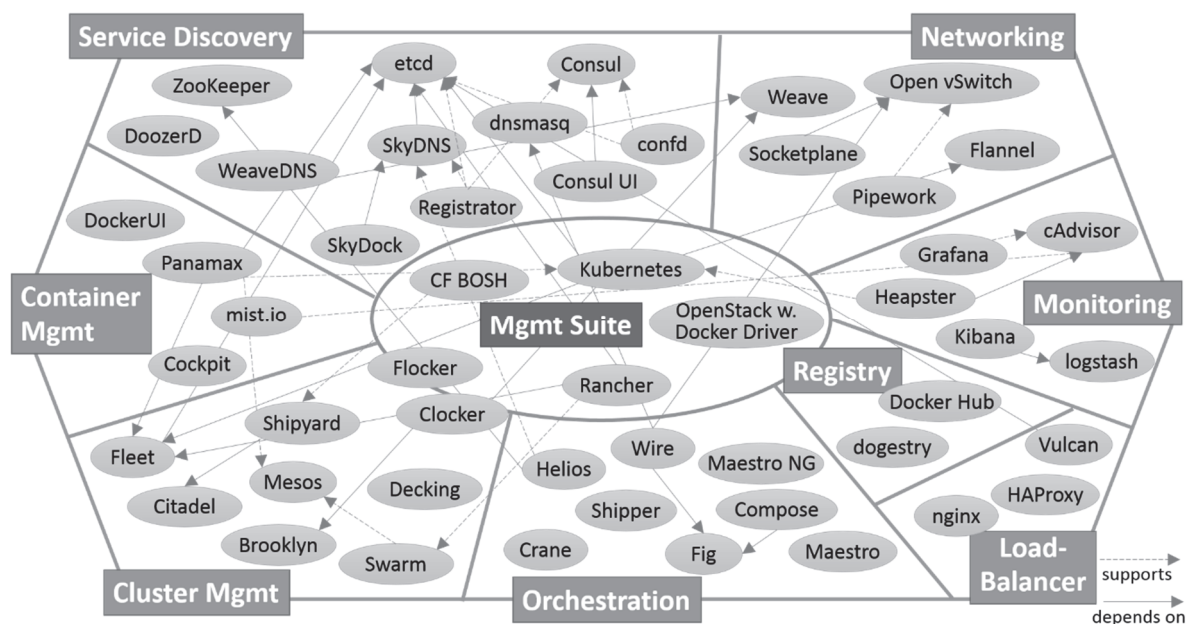 Service Discovery
Networking
etcd
Consul
ZooKeeper
Weave
Open vSwitch
DoozerD
dnsmasq
SkyDNS
confd
Socketplane
Flannel
WeaveDNS
Consul UI
Pipework
Registrator
DockerUI
SkyDock
cAdvisor
Grafana
Panamax
CF BOSH
Kubernetes
Heapster
Container
Mgmt
Monitoring
mist.io
Mgmt Suite
OpenStack w.
Docker Driver
Kibana
logstash
Cockpit
Flocker
Rancher
Registry
Docker Hub
Shipyard
Clocker
Fleet
Wire
dogestry
Vulcan
Helios
Maestro NG
Mesos
Decking
Citadel
HAProxy
Shipper
Compose
nginx
Brooklyn
Swarm
Crane
Fig
Maestro
Load-
Balancer
supports
Cluster Mgmt
Orchestration
depends on